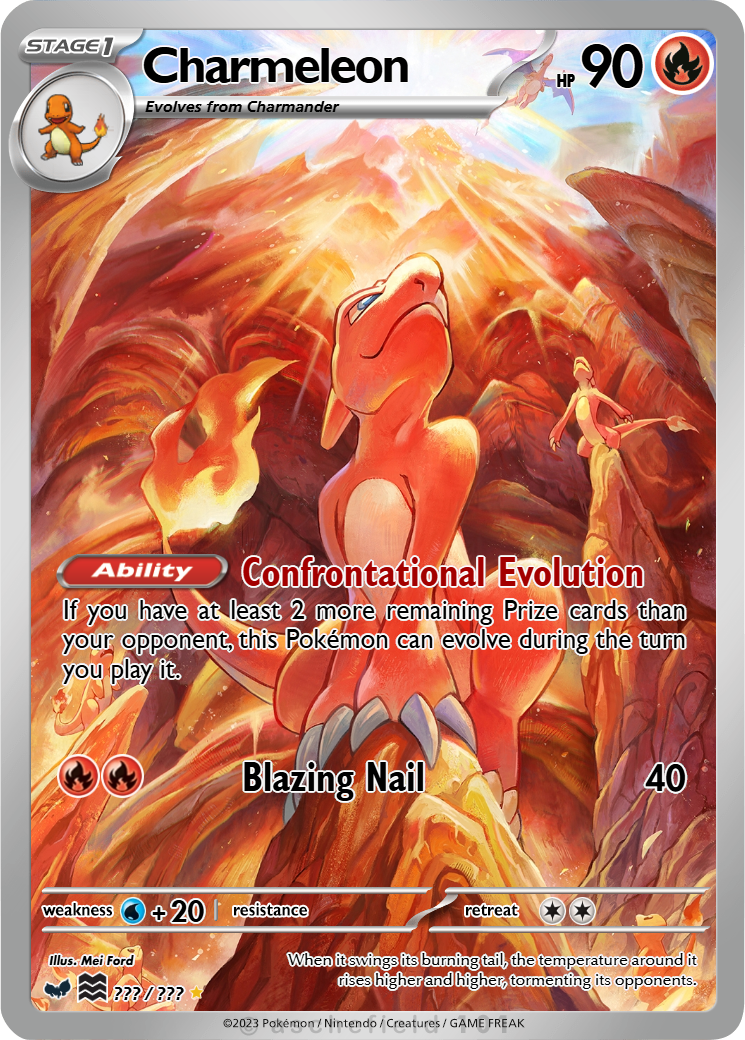 STAGE1
Charmeleon
HP 90
Evolves from Charmander
Ability Confrontational Evolution
If you have at least 2 more remaining Prize cards than
your opponent, this Pokémon can evolve during the turn
you play it.
Blazing Nail 40
weakness +20 resistance retreat
Illus. Mei Ford
When it swings its burning tail, the temperature around it
rises higher and higher, tormenting its opponents.
??? / ???
©2023 Pokémon / Nintendo / Creatures / GAME FREAK